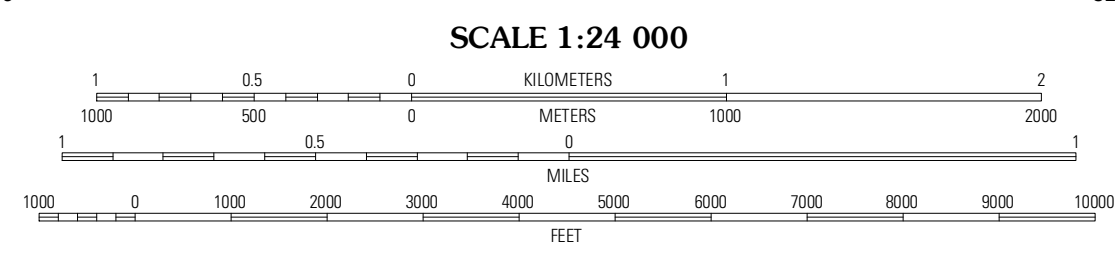 SCALE 1:24 000
1 0.5 0 KILOMETERS 1 2
1000 500 0 METERS 1000 2000
1 0.5 0 1
MILES
1000 0 1000 2000 3000 4000 5000 6000 7000 8000 9000 10000
FEET